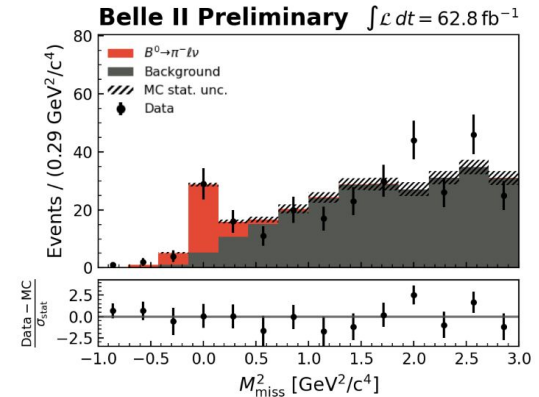 Belle II Preliminary ∫ℒ dt = 62.8 fb⁻¹
80
60
40
20
0
Events / (0.29 GeV²/c⁴)
B⁰→π⁻ℓν
Background
MC stat. unc.
Data
2.5
0.0
−2.5
Data − MC
σstat
−1.0 −0.5 0.0 0.5 1.0 1.5 2.0 2.5 3.0
M²miss [GeV²/c⁴]